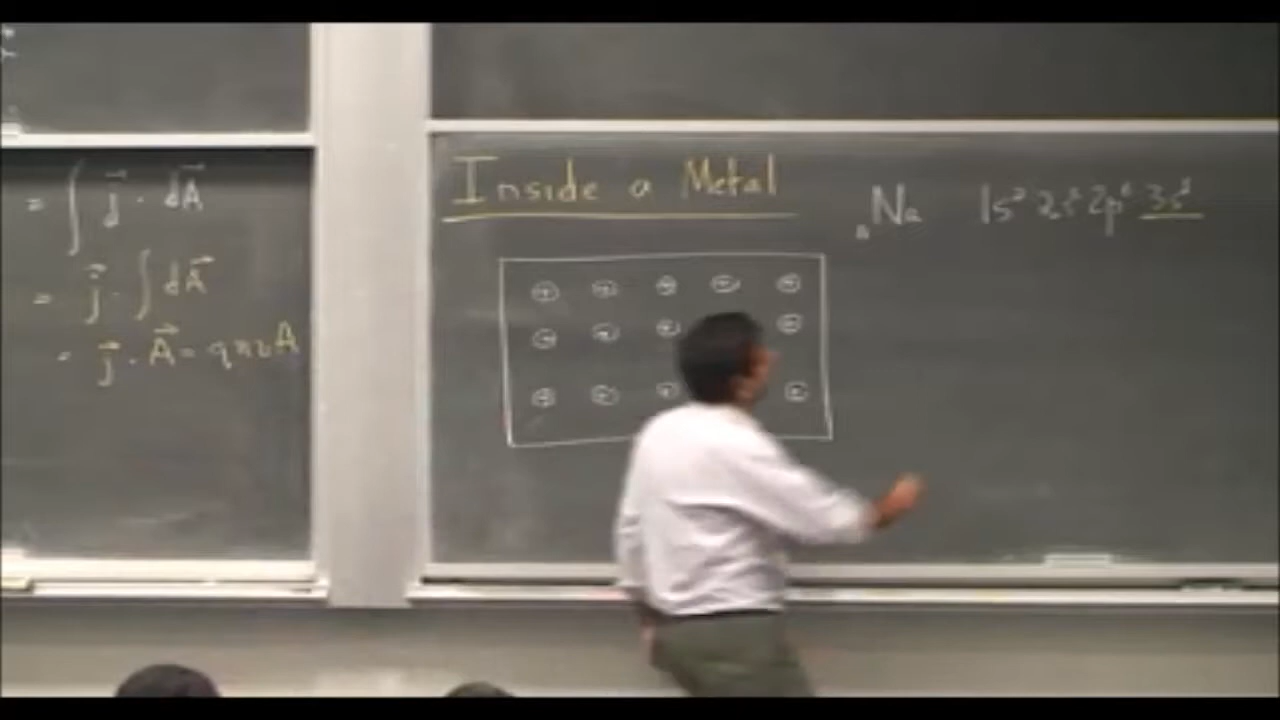 = ∫ j⃗ · dA⃗
= j⃗ · ∫ dA⃗
= j⃗ · A⃗ = qnvA
Inside a Metal
Na 1s² 2s² 2p⁶ 3s¹
+ + + + +
+ + + +
+ + + +